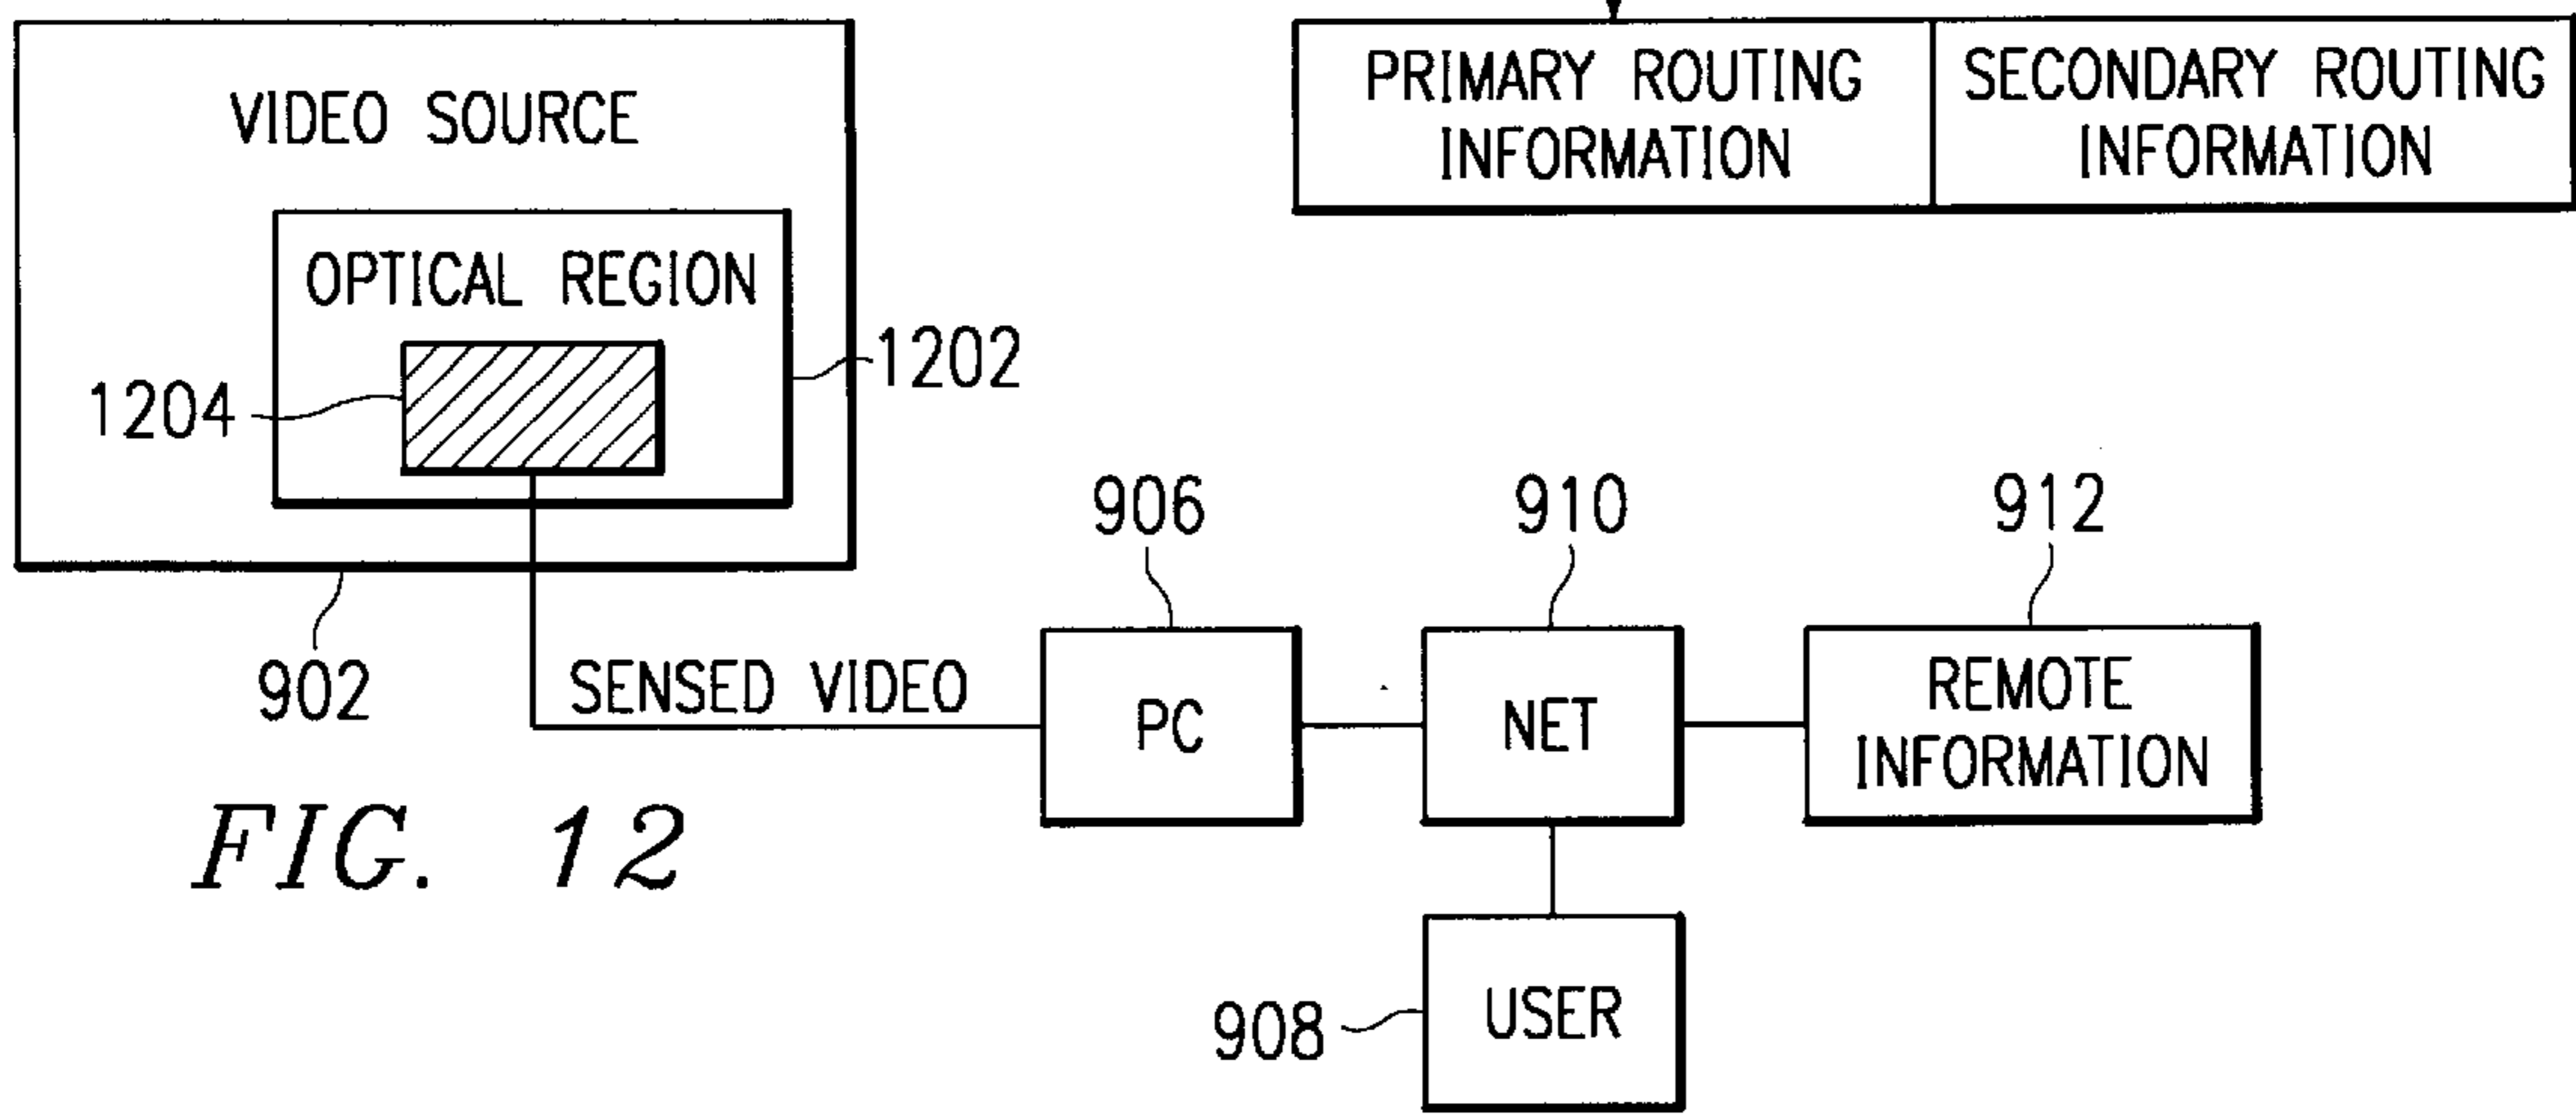 VIDEO SOURCE
OPTICAL REGION
1204
1202
902
PRIMARY ROUTING
INFORMATION
SECONDARY ROUTING
INFORMATION
SENSED VIDEO
906
PC
910
NET
912
REMOTE
INFORMATION
908
USER
FIG. 12